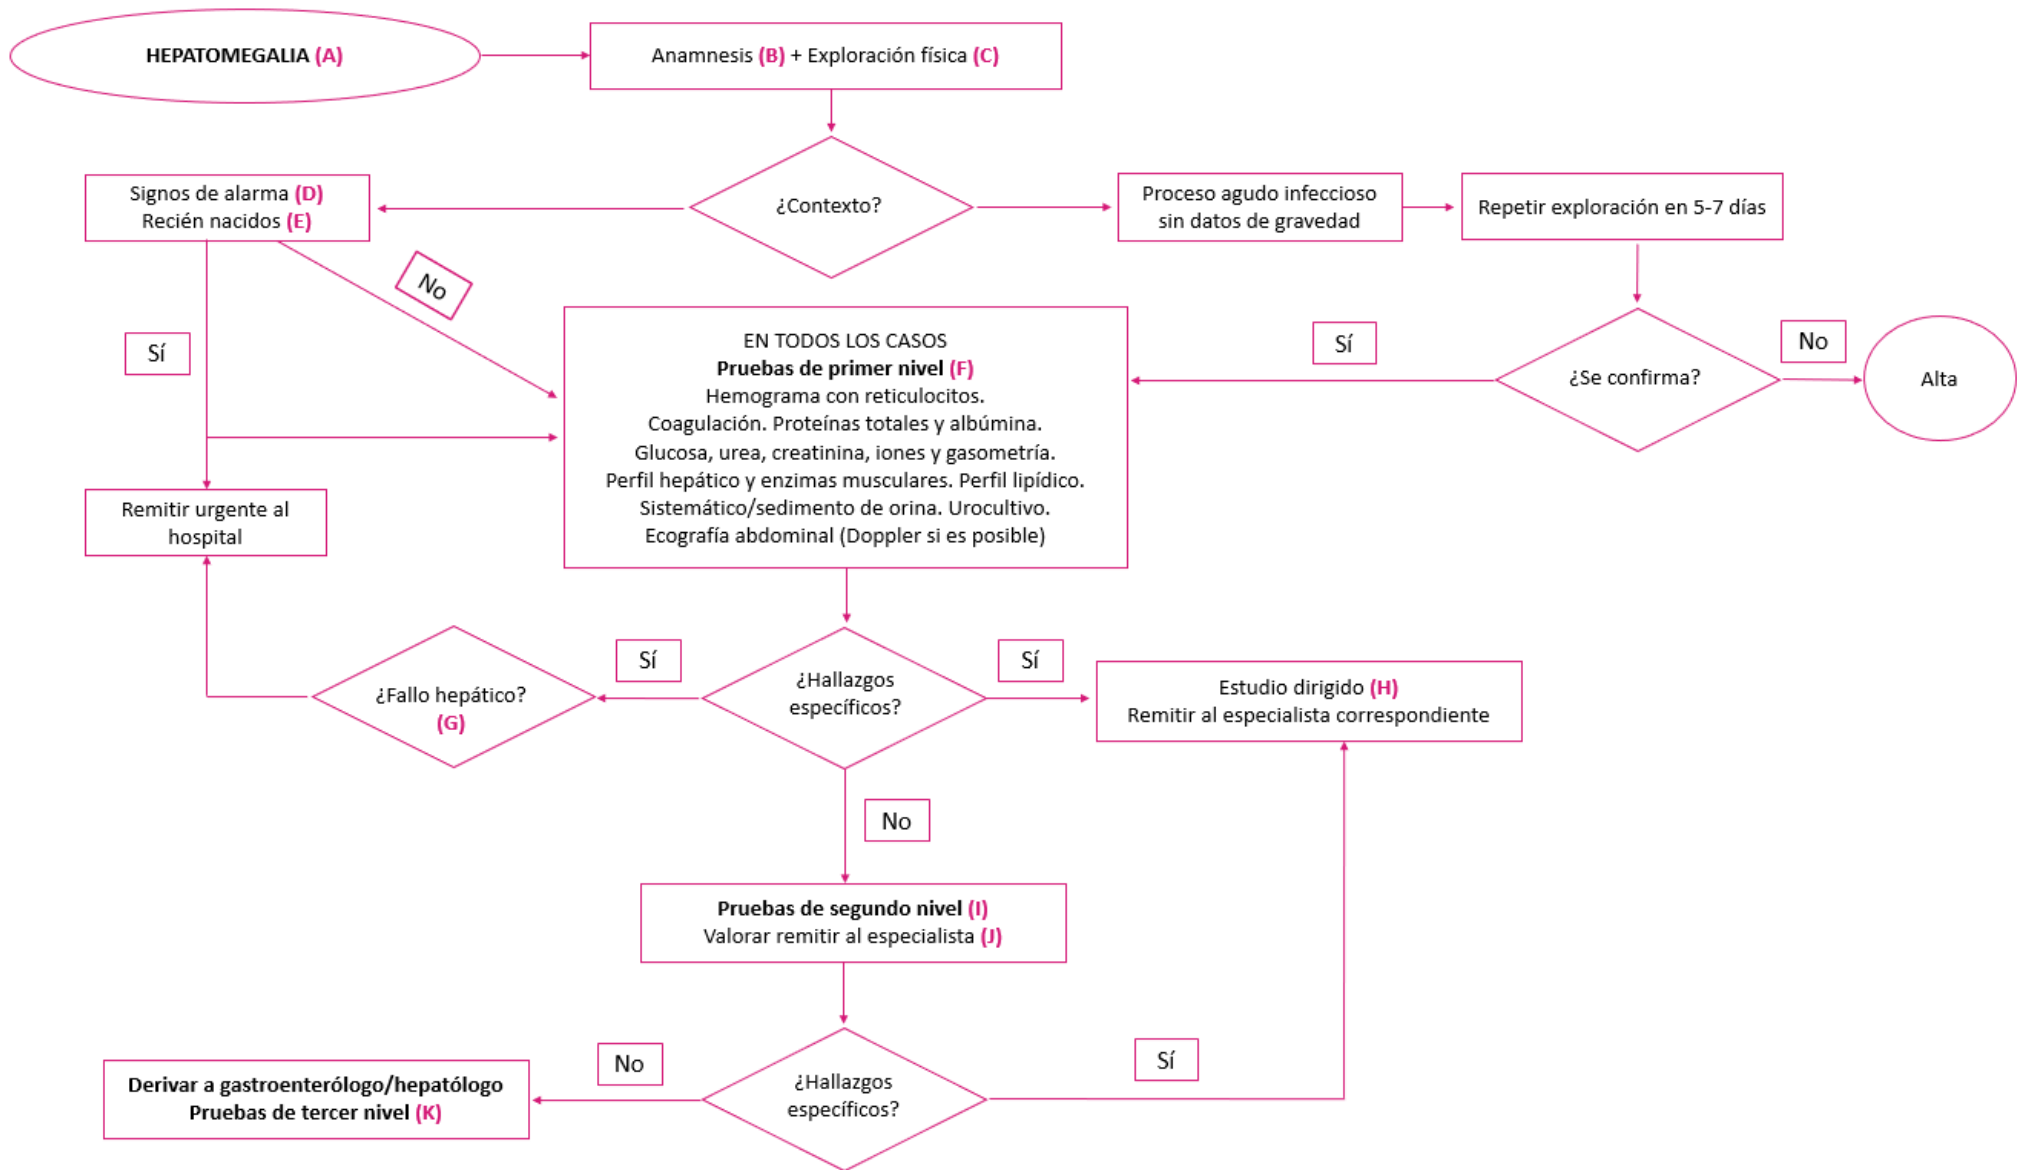 HEPATOMEGALIA (A)
Anamnesis (B) + Exploración física (C)
¿Contexto?
Signos de alarma (D)
Recién nacidos (E)
Proceso agudo infeccioso
sin datos de gravedad
Repetir exploración en 5-7 días
No
Sí
EN TODOS LOS CASOS
Pruebas de primer nivel (F)
Hemograma con reticulocitos.
Coagulación. Proteínas totales y albúmina.
Glucosa, urea, creatinina, iones y gasometría.
Perfil hepático y enzimas musculares. Perfil lipídico.
Sistemático/sedimento de orina. Urocultivo.
Ecografía abdominal (Doppler si es posible)
Sí
¿Se confirma?
No
Alta
Remitir urgente al
hospital
¿Fallo hepático?
(G)
Sí
¿Hallazgos
específicos?
Sí
Estudio dirigido (H)
Remitir al especialista correspondiente
No
Pruebas de segundo nivel (I)
Valorar remitir al especialista (J)
Derivar a gastroenterólogo/hepatólogo
Pruebas de tercer nivel (K)
No
¿Hallazgos
específicos?
Sí